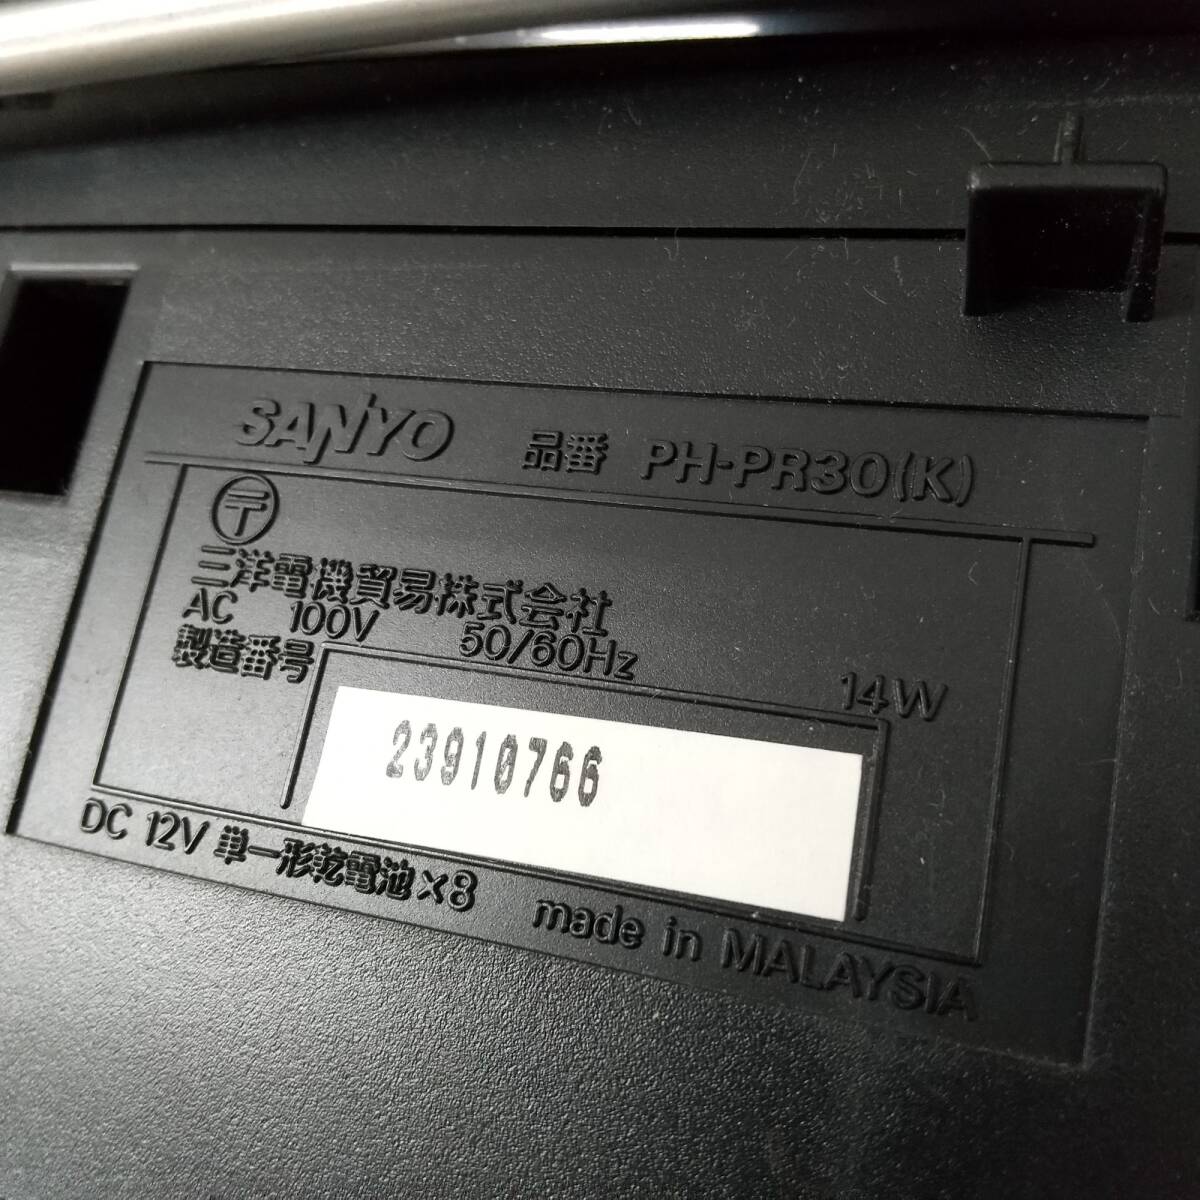 SANYO 品番 PH-PR30(K)
〒
三洋電機貿易株式会社
AC 100V 50/60Hz 14W
製造番号
23910766
DC 12V 単一形乾電池×8 made in MALAYSIA